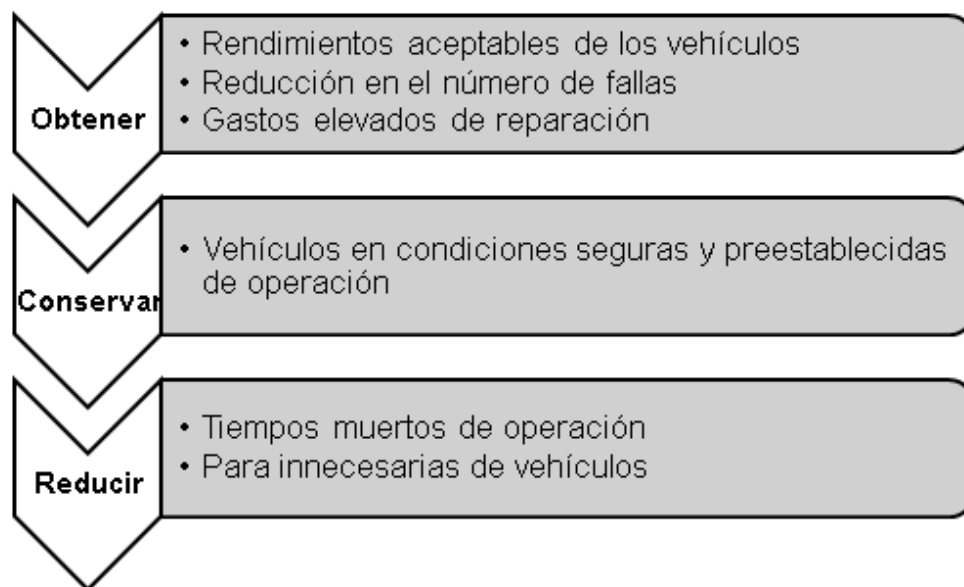 Obtener
• Rendimientos aceptables de los vehículos
• Reducción en el número de fallas
• Gastos elevados de reparación
Conservar
• Vehículos en condiciones seguras y preestablecidas
de operación
Reducir
• Tiempos muertos de operación
• Para innecesarias de vehículos